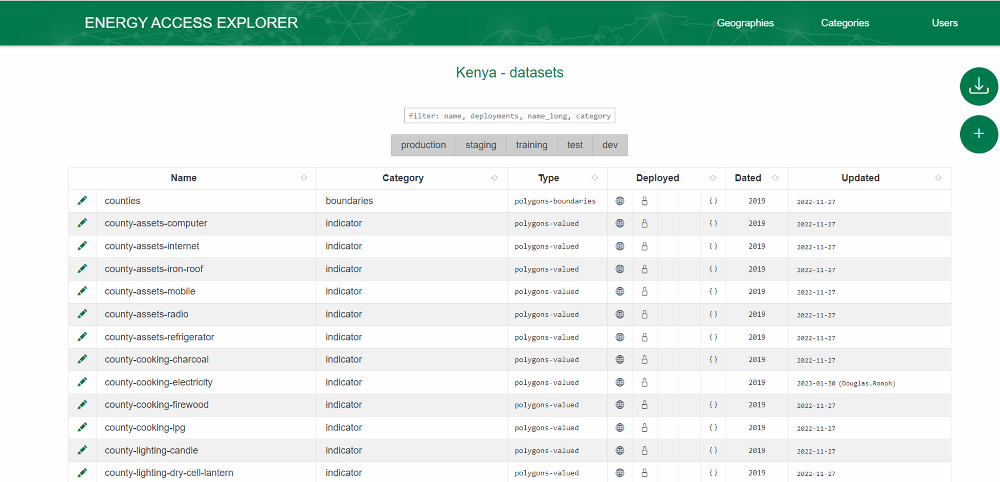 ENERGY ACCESS EXPLORER Geographies Categories Users
Kenya - datasets
filter: name, deployments, name_long, category
production staging training test dev
Name Category Type Deployed Dated Updated
counties boundaries polygons-boundaries { } 2019 2022-11-27
county-assets-computer indicator polygons-valued { } 2019 2022-11-27
county-assets-internet indicator polygons-valued { } 2019 2022-11-27
county-assets-iron-roof indicator polygons-valued { } 2019 2022-11-27
county-assets-mobile indicator polygons-valued { } 2019 2022-11-27
county-assets-radio indicator polygons-valued { } 2019 2022-11-27
county-assets-refrigerator indicator polygons-valued { } 2019 2022-11-27
county-cooking-charcoal indicator polygons-valued { } 2019 2022-11-27
county-cooking-electricity indicator polygons-valued 2019 2023-01-30 (Douglas.Ronoh)
county-cooking-firewood indicator polygons-valued { } 2019 2022-11-27
county-cooking-lpg indicator polygons-valued { } 2019 2022-11-27
county-lighting-candle indicator polygons-valued { } 2019 2022-11-27
county-lighting-dry-cell-lantern indicator polygons-valued { } 2019 2022-11-27